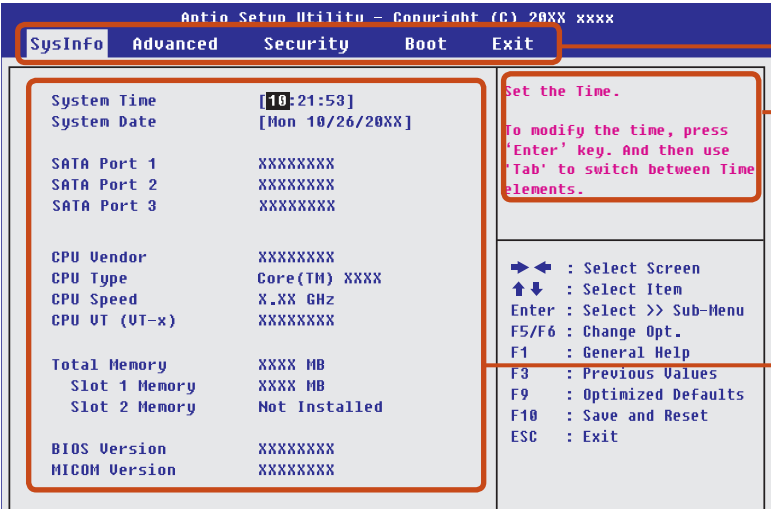 Aptio Setup Utility – Copyright (C) 20XX xxxx
SysInfo Advanced Security Boot Exit
System Time [10:21:53]
System Date [Mon 10/26/20XX]
SATA Port 1 XXXXXXXX
SATA Port 2 XXXXXXXX
SATA Port 3 XXXXXXXX
CPU Vendor XXXXXXXX
CPU Type Core(TM) XXXX
CPU Speed X.XX GHz
CPU VT (VT-x) XXXXXXXX
Total Memory XXXX MB
Slot 1 Memory XXXX MB
Slot 2 Memory Not Installed
BIOS Version XXXXXXXX
MICOM Version XXXXXXXX
Set the Time.
To modify the time, press
‘Enter’ key. And then use
'Tab' to switch between Time
elements.
: Select Screen
: Select Item
Enter : Select >> Sub-Menu
F5/F6 : Change Opt.
F1 : General Help
F3 : Previous Values
F9 : Optimized Defaults
F10 : Save and Reset
ESC : Exit